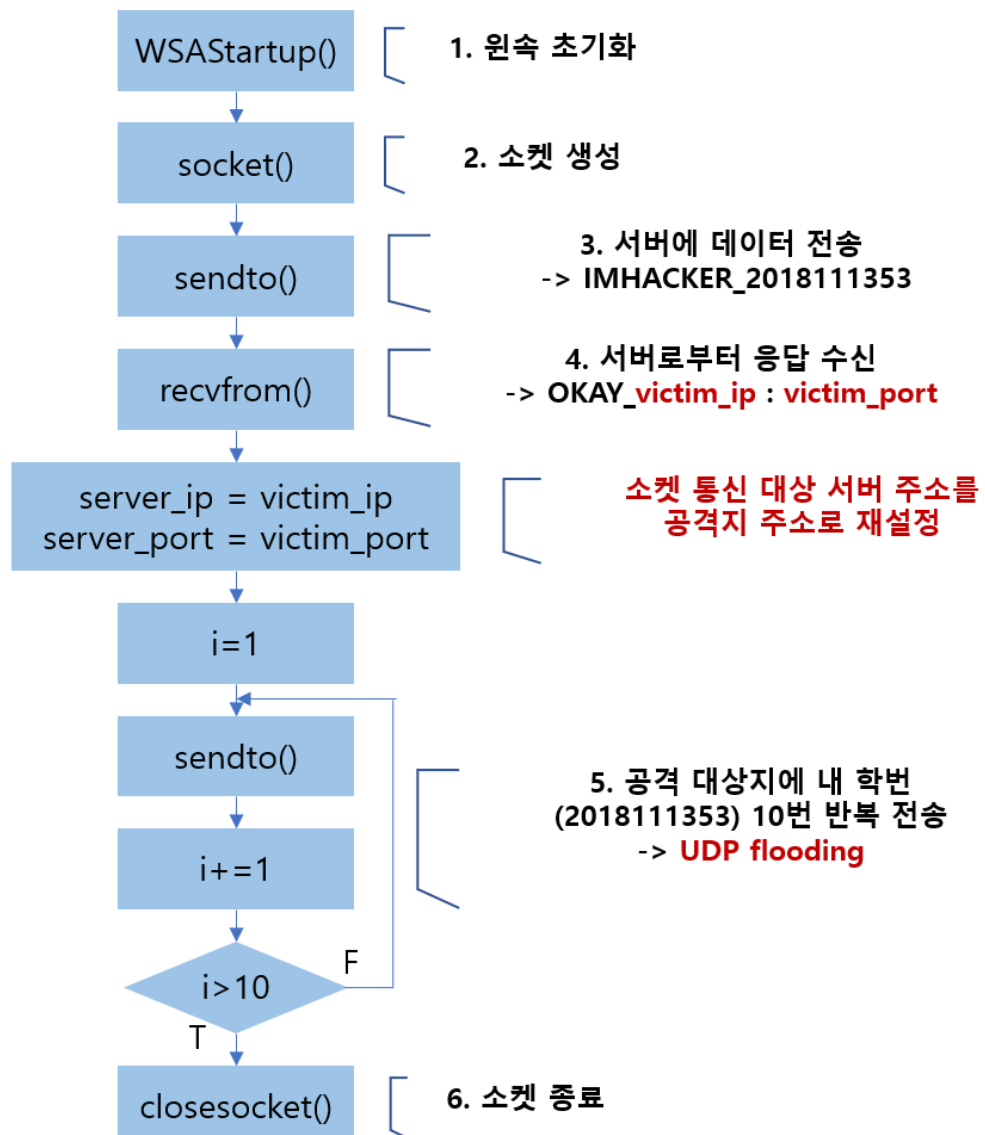 WSAStartup()
1. 윈속 초기화
socket()
2. 소켓 생성
sendto()
3. 서버에 데이터 전송
-> IMHACKER_2018111353
recvfrom()
4. 서버로부터 응답 수신
-> OKAY_victim_ip : victim_port
server_ip = victim_ip
server_port = victim_port
소켓 통신 대상 서버 주소를
공격지 주소로 재설정
i=1
sendto()
i+=1
5. 공격 대상지에 내 학번
(2018111353) 10번 반복 전송
-> UDP flooding
i>10
F
T
closesocket()
6. 소켓 종료